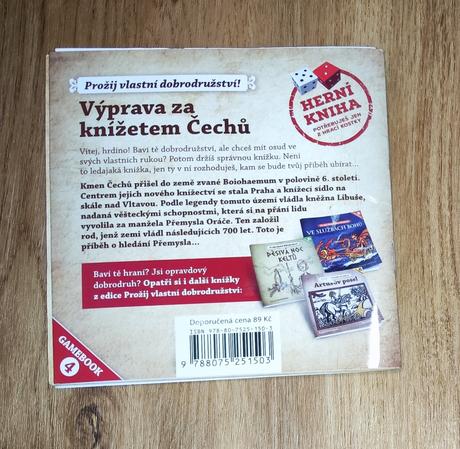 Prožij vlastní dobrodružství!
HERNÍ
KNIHA
POTŘEBUJEŠ JEN
2 HRACÍ KOSTKY
Výprava za
knížetem Čechů
Vítej, hrdino! Baví tě dobrodružství, ale chceš mít osud ve
svých vlastních rukou? Potom držíš správnou knížku. Není
to ledajaká knížka, jen ty v ní rozhoduješ, kam se bude tvůj příběh ubírat...
Kmen Čechů přišel do země zvané Boiohaemum v polovině 6. století.
Centrem jejich nového knížectví se stala Praha a knížecí sídlo na
skále nad Vltavou. Podle legendy tomuto území vládla kněžna Libuše,
nadaná věšteckými schopnostmi, která si na přání lidu
vyvolila za manžela Přemysla Oráče. Ten založil
rod, jenž zemi vládl následujících 700 let. Toto je
příběh o hledání Přemysla...
VE SLUŽBÁCH BOHŮ
DĚSIVÁ NOC
KELTŮ
Artušův posel
Baví tě hraní? Jsi opravdový
dobrodruh? Opatři si i další knížky
z edice Prožij vlastní dobrodružství:
Doporučená cena 89 Kč
ISBN 978-80-7525-150-3
9 788075 251503
GAMEBOOK
4